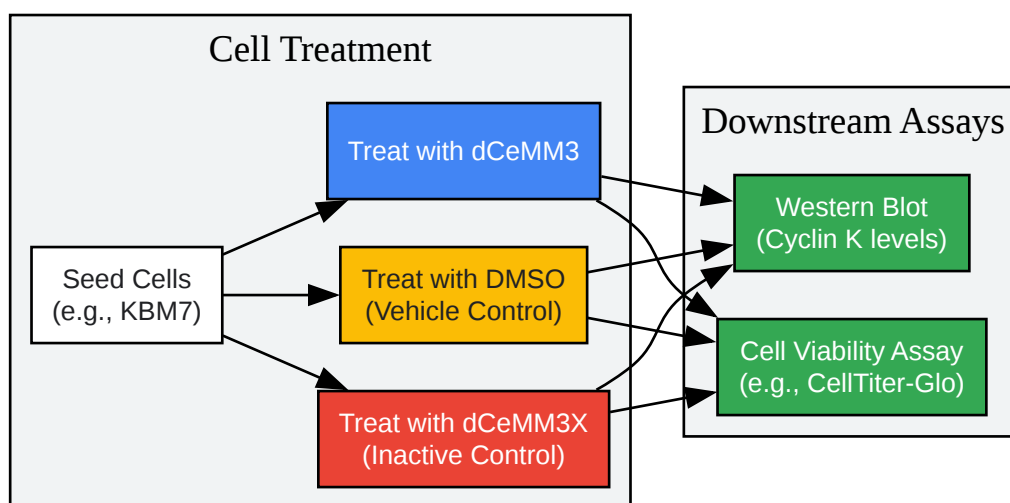 Cell Treatment
Downstream Assays
Treat with dCeMM3
Western Blot
(Cyclin K levels)
Seed Cells
(e.g., KBM7)
Treat with DMSO
(Vehicle Control)
Cell Viability Assay
(e.g., CellTiter-Glo)
Treat with dCeMM3X
(Inactive Control)